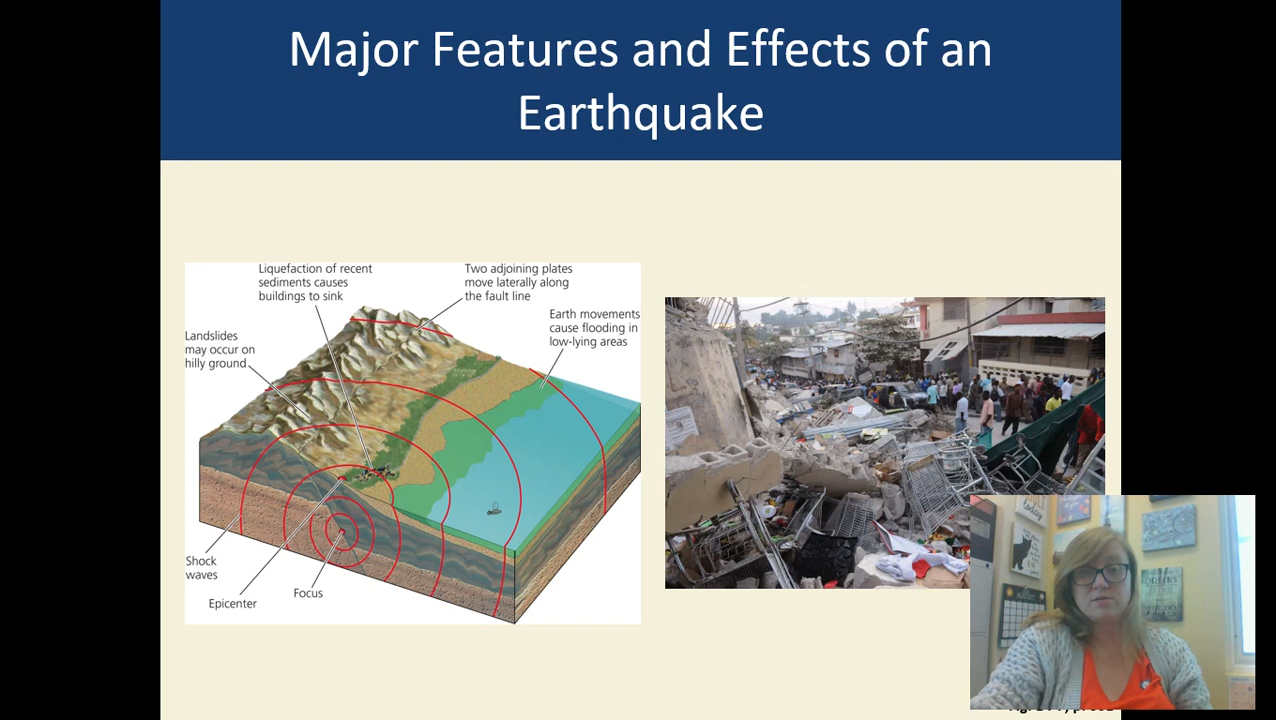 Major Features and Effects of an
Earthquake
Liquefaction of recent
sediments causes
buildings to sink
Two adjoining plates
move laterally along
the fault line
Earth movements
cause flooding in
low-lying areas
Landslides
may occur on
hilly ground
Shock
waves
Epicenter
Focus
today
AUGUST